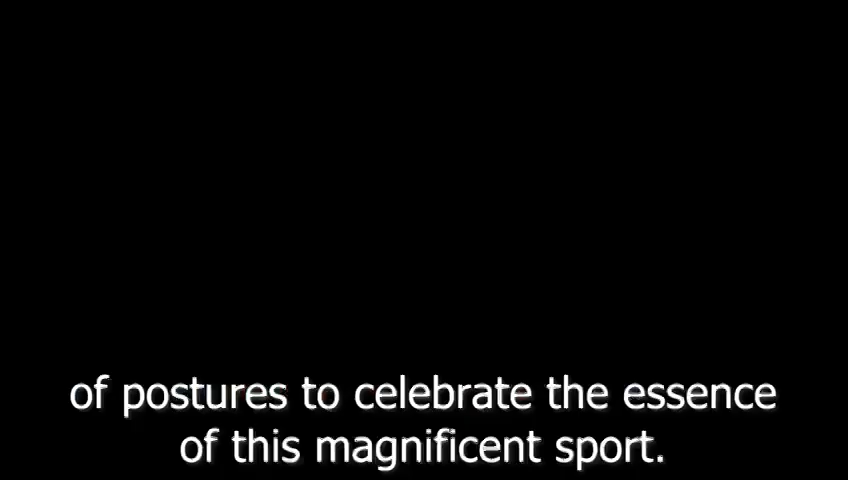 of postures to celebrate the essence
of this magnificent sport.